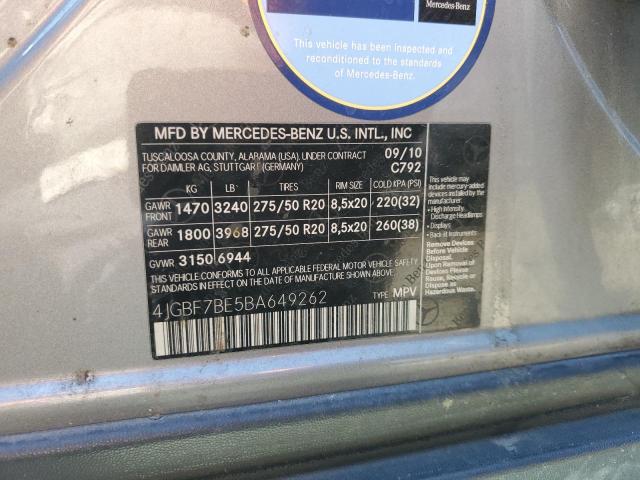 Mercedes-Benz
This vehicle has been inspected and
reconditioned to the standards
of Mercedes-Benz.
MFD BY MERCEDES-BENZ U.S. INTL., INC
TUSCALOOSA COUNTY, ALABAMA (USA), UNDER CONTRACT 09/10
FOR DAIMLER AG, STUTTGART (GERMANY) C792
KG LB TIRES RIM SIZE COLD KPA (PSI)
GAWR FRONT 1470 3240 275/50 R20 8,5x20 220(32)
GAWR REAR 1800 3968 275/50 R20 8,5x20 260(38)
GVWR 3150 6944
THIS VEHICLE CONFORMS TO ALL APPLICABLE FEDERAL MOTOR VEHICLE SAFETY
STANDARDS IN EFFECT ON THE DATE OF MANUFACTURE SHOWN ABOVE.
4JGBF7BE5BA649262 TYPE MPV
This vehicle may
include mercury-added
devices installed by the
manufacturer:
• High-Intensity
Discharge Headlamps
• Displays
• Back-lit Instruments
Remove Devices
Before Vehicle
Disposal.
Upon Removal of
Devices Please
Reuse, Recycle or
Dispose as
Hazardous Waste.